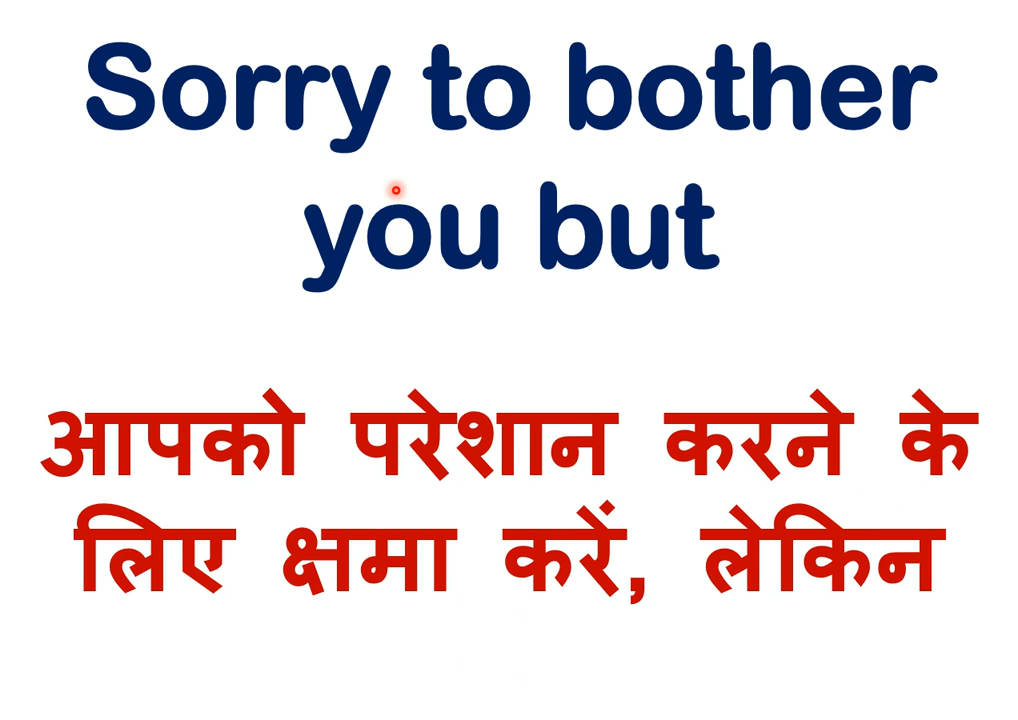 Sorry to bother
you but
आपको परेशान करने के
लिए क्षमा करें, लेकिन